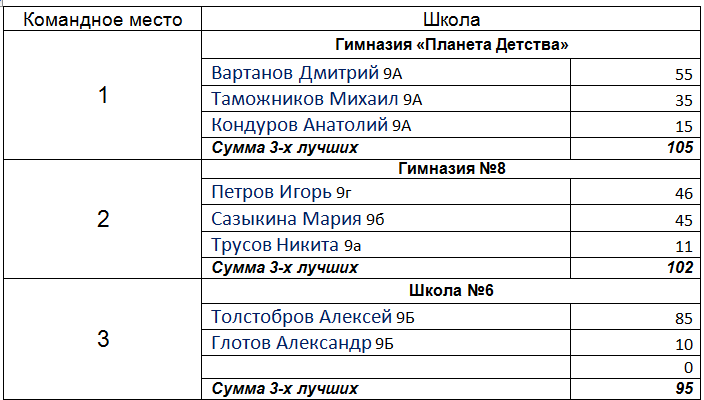 Командное место Школа
Гимназия «Планета Детства»
1
Вартанов Дмитрий 9А 55
Таможников Михаил 9А 35
Кондуров Анатолий 9А 15
Сумма 3-х лучших 105
Гимназия №8
2
Петров Игорь 9г 46
Сазыкина Мария 9б 45
Трусов Никита 9а 11
Сумма 3-х лучших 102
Школа №6
3
Толстобров Алексей 9Б 85
Глотов Александр 9Б 10
0
Сумма 3-х лучших 95